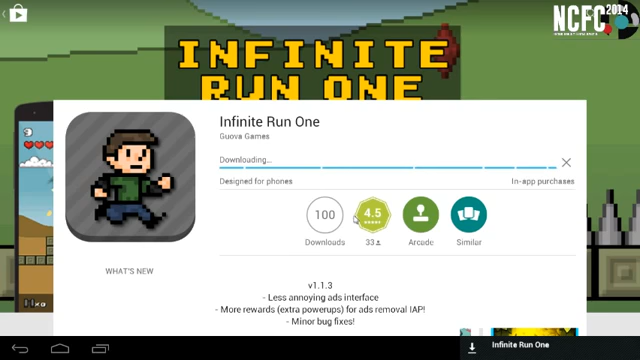 NCFC 2014
INFINITE
RUN ONE
Infinite Run One
Guova Games
Downloading...
Designed for phones
In-app purchases
100
4.5
Downloads
33
Arcade
Similar
WHAT'S NEW
v1.1.3
- Less annoying ads interface
- More rewards (extra powerups) for ads removal IAP!
- Minor bug fixes!
Infinite Run One